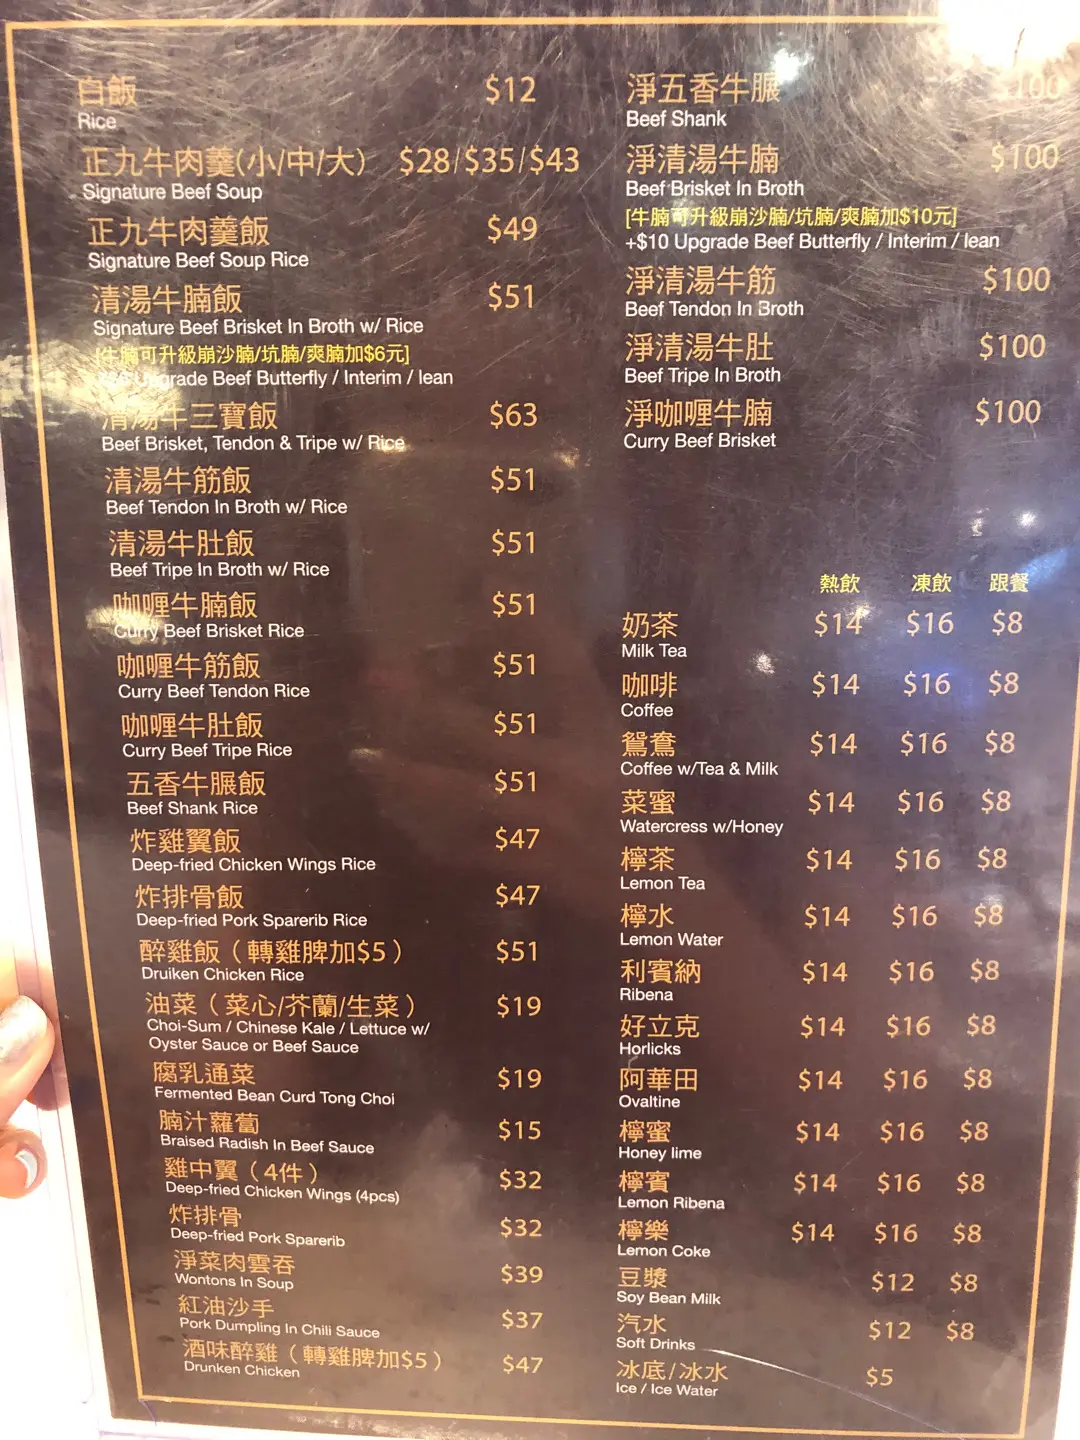 白飯 $12
Rice
正九牛肉羹(小/中/大) $28/$35/$43
Signature Beef Soup
正九牛肉羹飯 $49
Signature Beef Soup Rice
清湯牛腩飯 $51
Signature Beef Brisket In Broth w/ Rice
[牛腩可升級崩沙腩/坑腩/爽腩加$6元]
Upgrade Beef Butterfly / Interim / lean
清湯牛三寶飯 $63
Beef Brisket, Tendon & Tripe w/ Rice
清湯牛筋飯 $51
Beef Tendon In Broth w/ Rice
清湯牛肚飯 $51
Beef Tripe In Broth w/ Rice
咖喱牛腩飯 $51
Curry Beef Brisket Rice
咖喱牛筋飯 $51
Curry Beef Tendon Rice
咖喱牛肚飯 $51
Curry Beef Tripe Rice
五香牛𦟌飯 $51
Beef Shank Rice
炸雞翼飯 $47
Deep-fried Chicken Wings Rice
炸排骨飯 $47
Deep-fried Pork Sparerib Rice
醉雞飯（轉雞脾加$5） $51
Druiken Chicken Rice
油菜（菜心/芥蘭/生菜） $19
Choi-Sum / Chinese Kale / Lettuce w/
Oyster Sauce or Beef Sauce
腐乳通菜 $19
Fermented Bean Curd Tong Choi
腩汁蘿蔔 $15
Braised Radish In Beef Sauce
雞中翼（4件） $32
Deep-fried Chicken Wings (4pcs)
炸排骨 $32
Deep-fried Pork Sparerib
淨菜肉雲吞 $39
Wontons In Soup
紅油沙手 $37
Pork Dumpling In Chili Sauce
酒味醉雞（轉雞脾加$5） $47
Drunken Chicken
淨五香牛𦟌 $100
Beef Shank
淨清湯牛腩 $100
Beef Brisket In Broth
[牛腩可升級崩沙腩/坑腩/爽腩加$10元]
+$10 Upgrade Beef Butterfly / Interim / lean
淨清湯牛筋 $100
Beef Tendon In Broth
淨清湯牛肚 $100
Beef Tripe In Broth
淨咖喱牛腩 $100
Curry Beef Brisket
熱飲 凍飲 跟餐
奶茶 $14 $16 $8
Milk Tea
咖啡 $14 $16 $8
Coffee
鴛鴦 $14 $16 $8
Coffee w/Tea & Milk
菜蜜 $14 $16 $8
Watercress w/Honey
檸茶 $14 $16 $8
Lemon Tea
檸水 $14 $16 $8
Lemon Water
利賓納 $14 $16 $8
Ribena
好立克 $14 $16 $8
Horlicks
阿華田 $14 $16 $8
Ovaltine
檸蜜 $14 $16 $8
Honey lime
檸賓 $14 $16 $8
Lemon Ribena
檸樂 $14 $16 $8
Lemon Coke
豆漿 $12 $8
Soy Bean Milk
汽水 $12 $8
Soft Drinks
冰底/冰水 $5
Ice / Ice Water